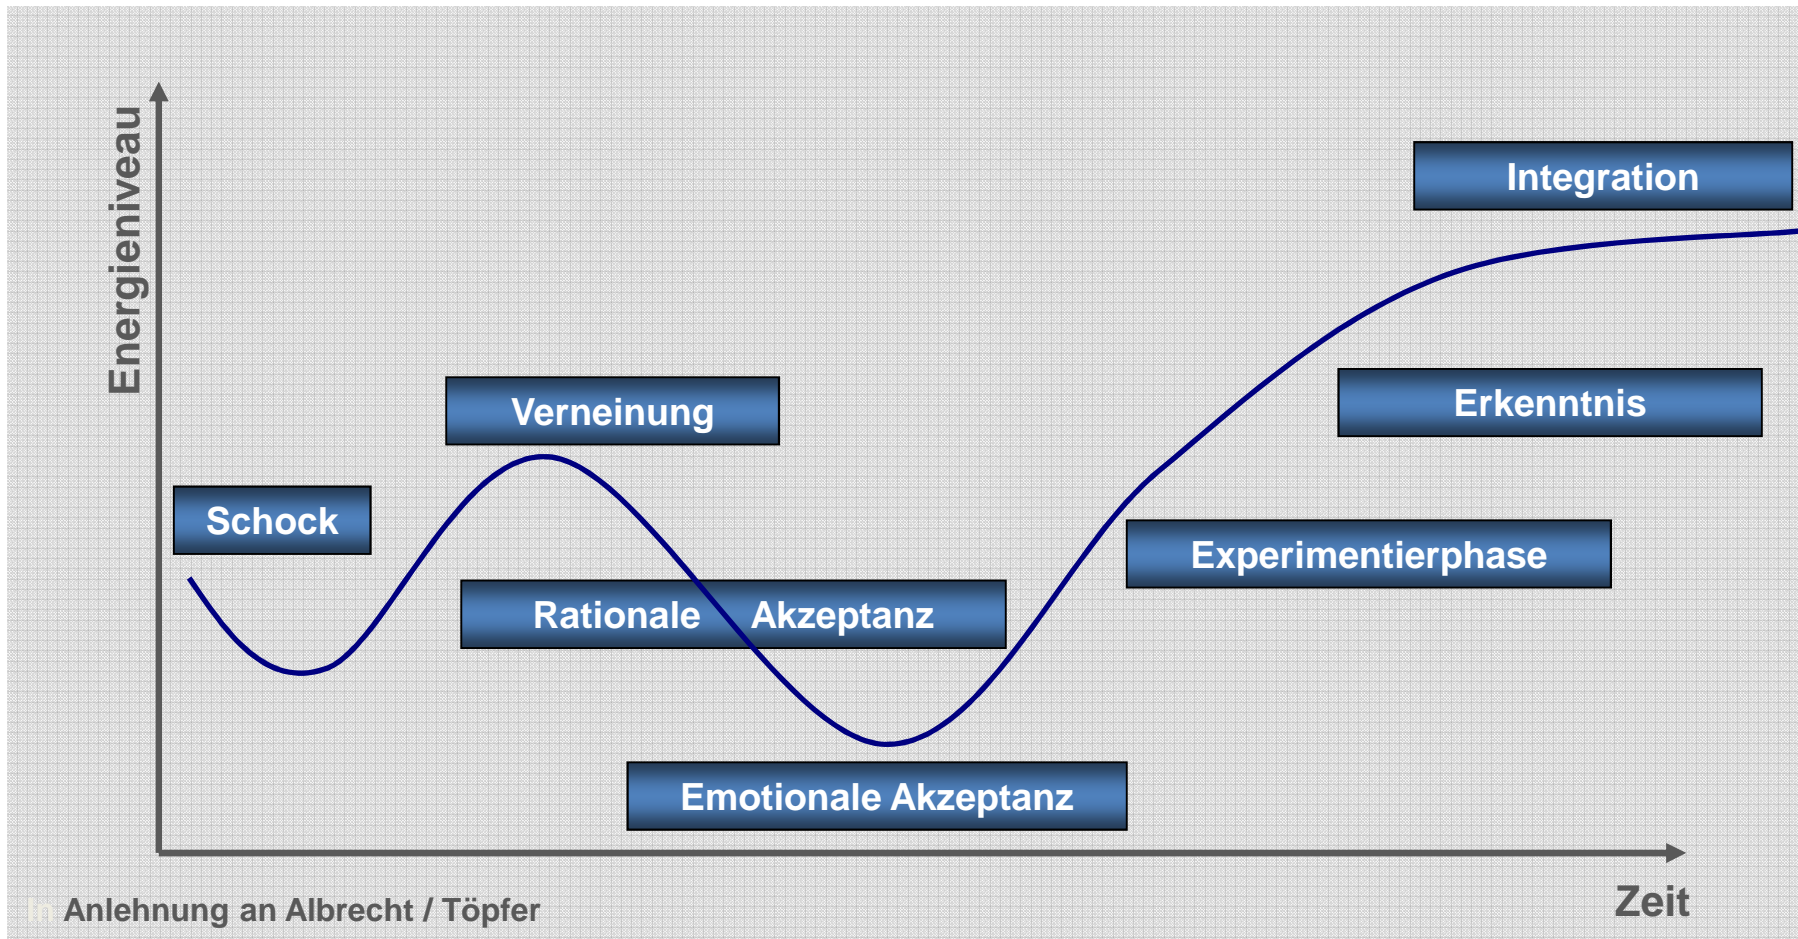 Energieniveau
Integration
Erkenntnis
Verneinung
Schock
Experimentierphase
Rationale Akzeptanz
Emotionale Akzeptanz
Zeit
In Anlehnung an Albrecht / Töpfer